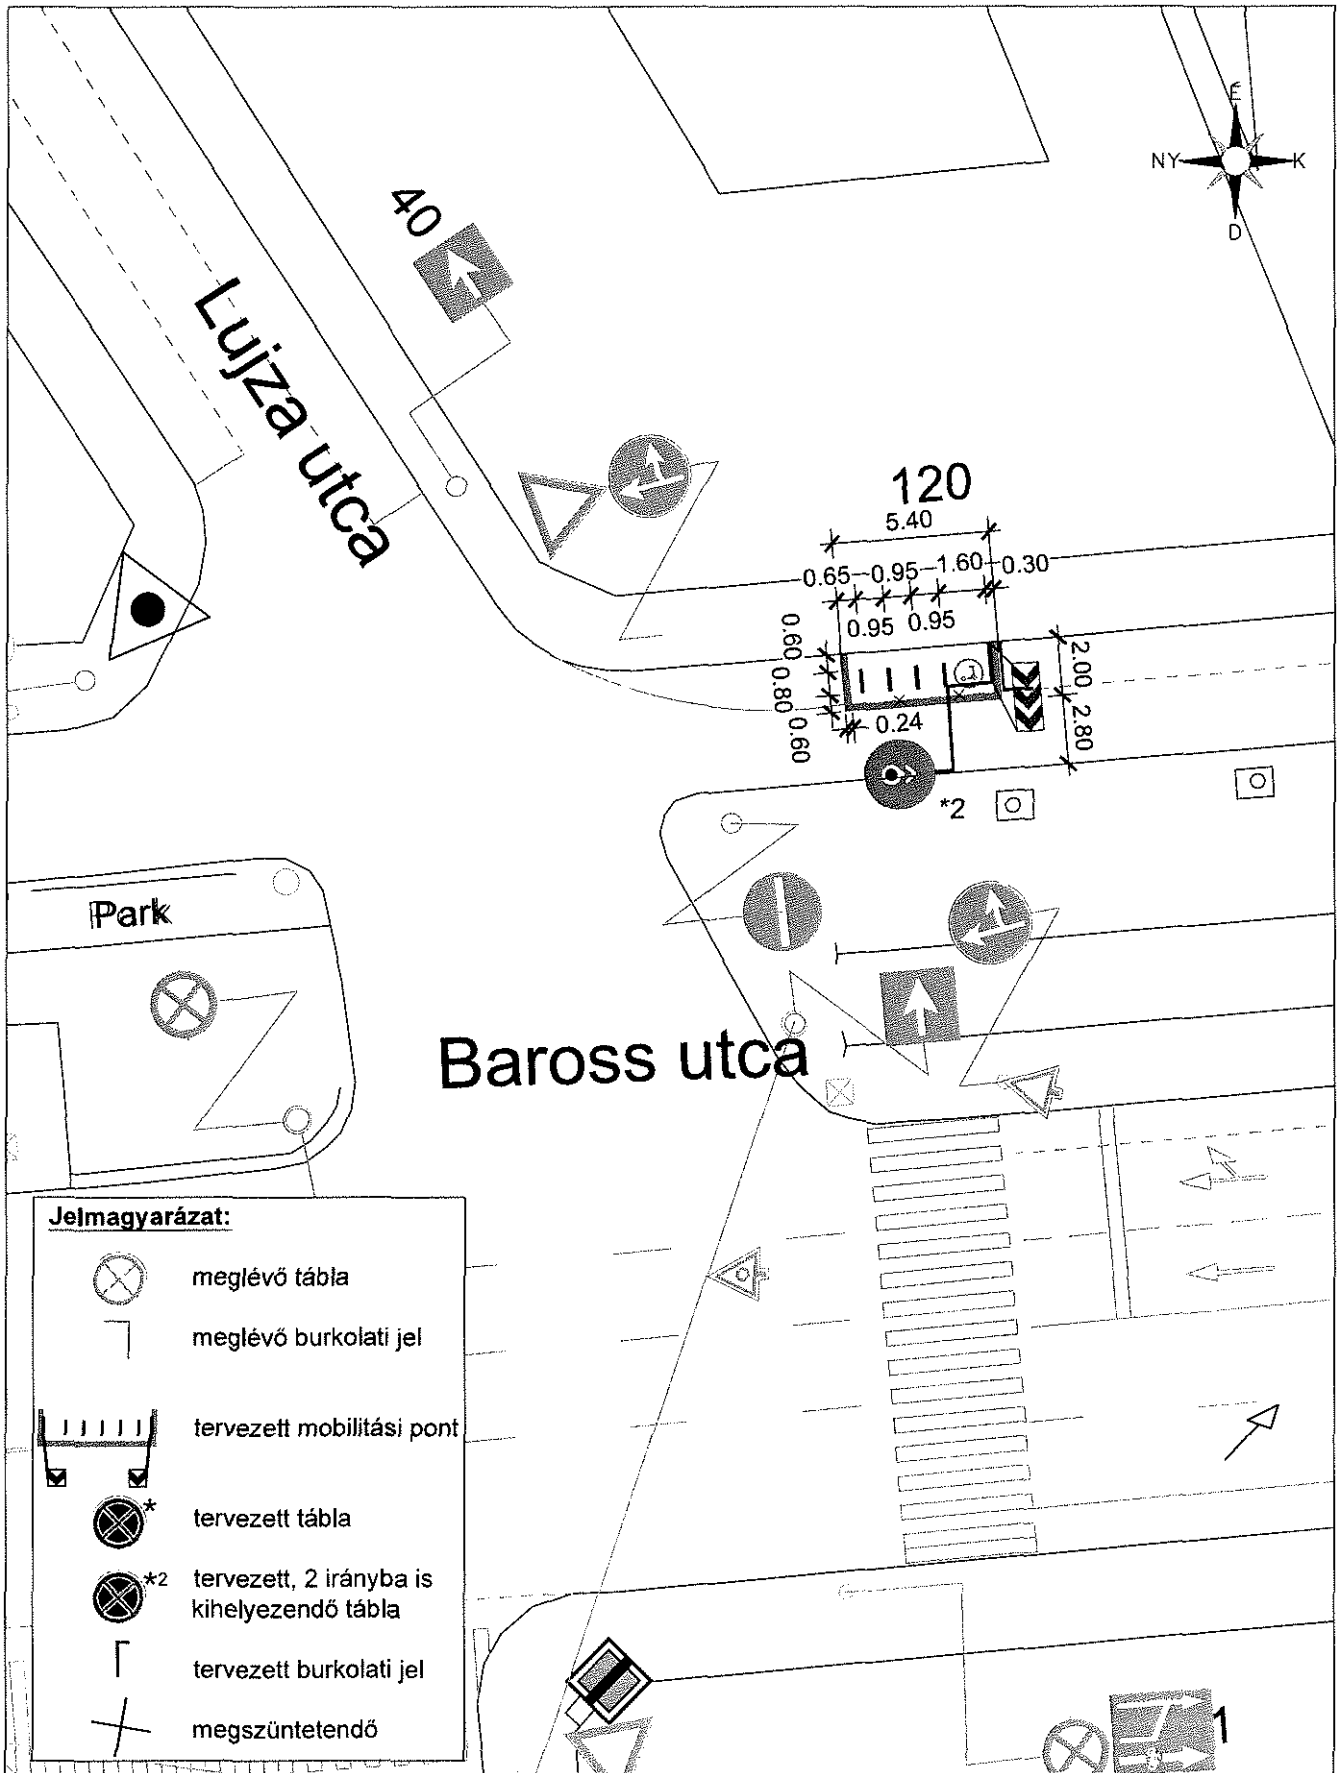 É
NY
K
D
40
Lujza utca
120
5.40
0.65 0.95 1.60 0.30
0.95 0.95
0.60
0.80
0.60
0.24
2.00
2.80
*2
Park
Baross utca
Jelmagyarázat:
meglévő tábla
meglévő burkolati jel
tervezett mobilitási pont
* tervezett tábla
*2 tervezett, 2 irányba is
kihelyezendő tábla
tervezett burkolati jel
megszüntetendő
1